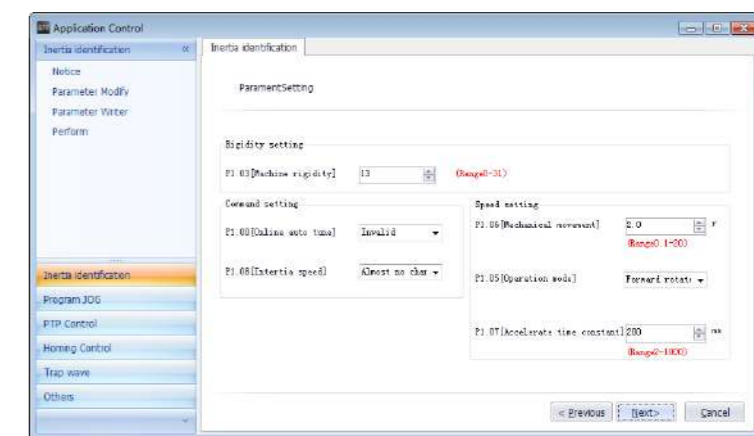 Application Control
Inertia identification «
Inertia identification
Notice
Parameter Modify
Parameter Writer
Perform
ParamentSetting
Rigidity setting
P1.03[Machine rigidity] 13 (Range0-31)
Command setting
Speed setting
P1.00[Online auto tune] Invalid
P1.06[Mechanical movement] 2.0 r
(Range0.1-20)
P1.08[Intertia speed] Almost no char
P1.05[Operation mode] Forward rotati
P1.07[Accelerate time constant] 200 ms
(Range2-1000)
Inertia identification
Program JOG
PTP Control
Homing Control
Trap wave
Others
< Previous Next> Cancel